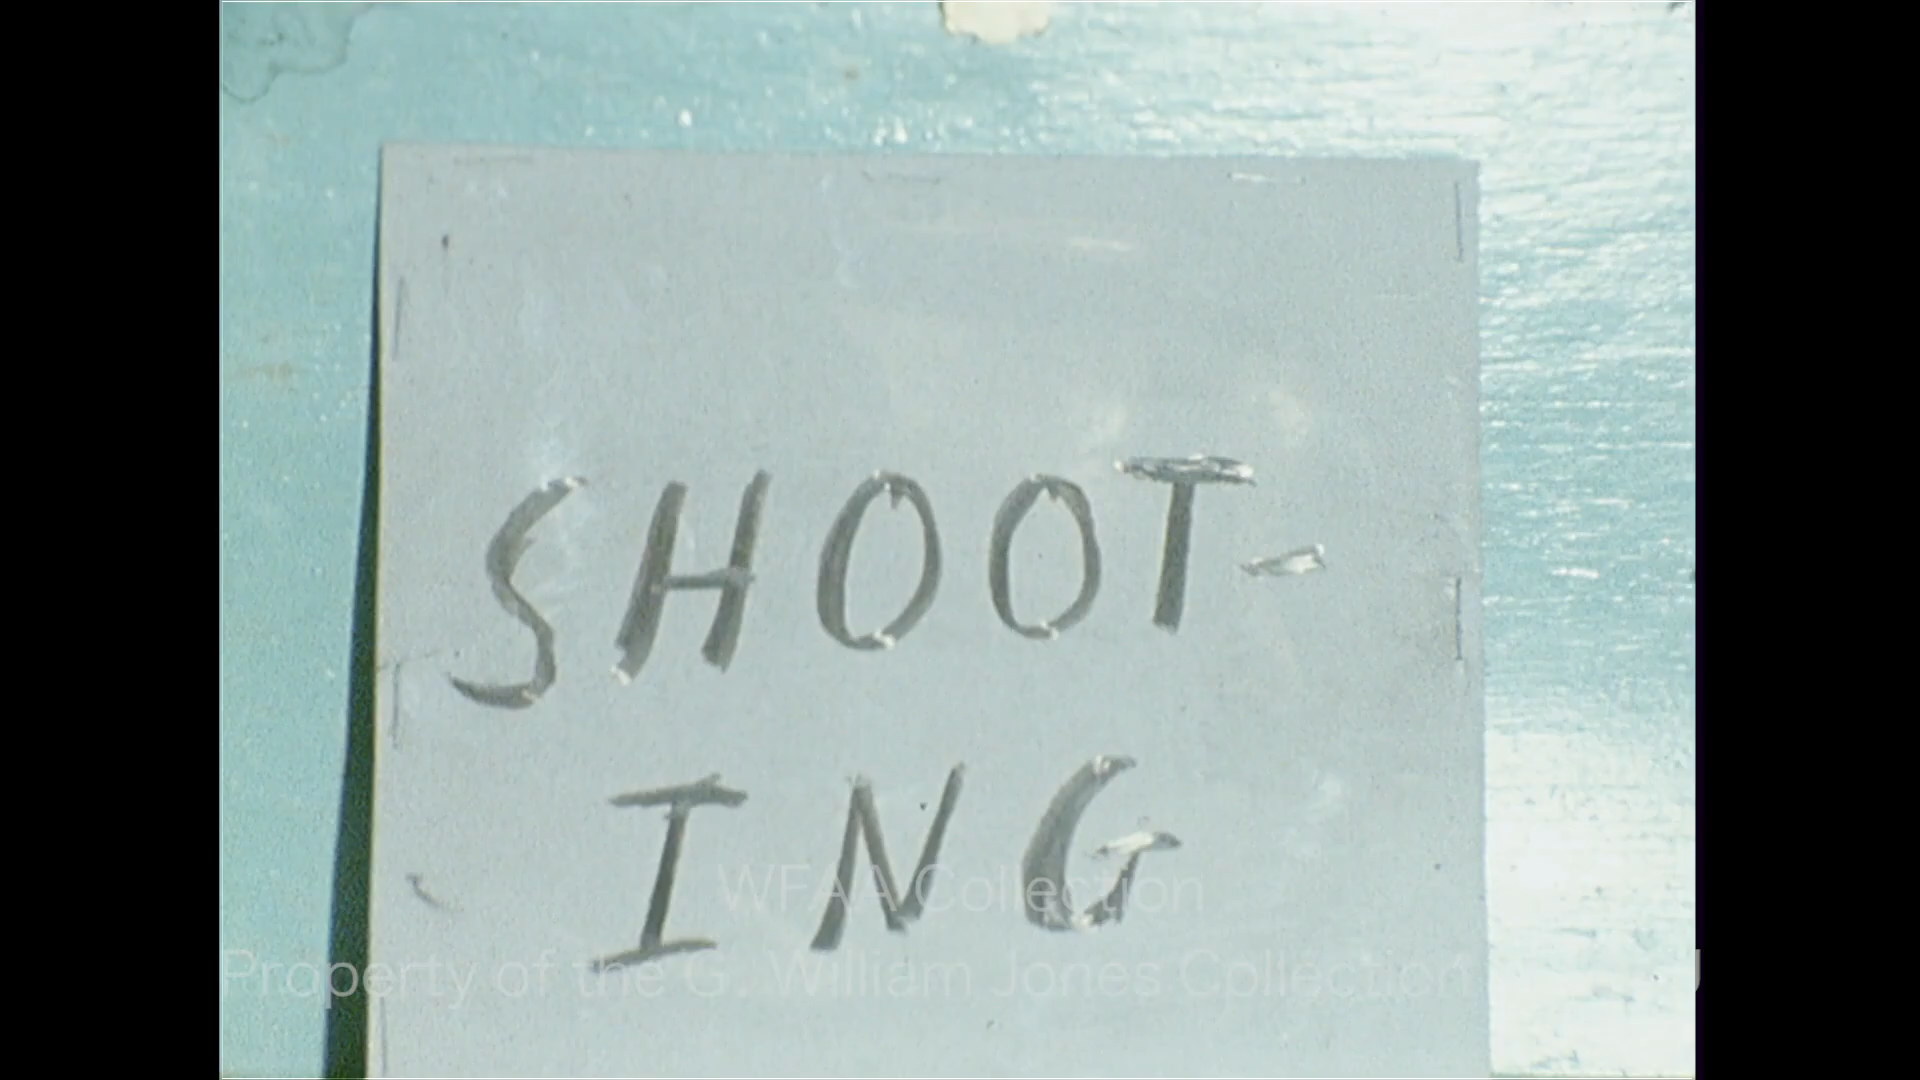 SHOOT-
ING
WFAA Collection
Property of the G. William Jones Collection